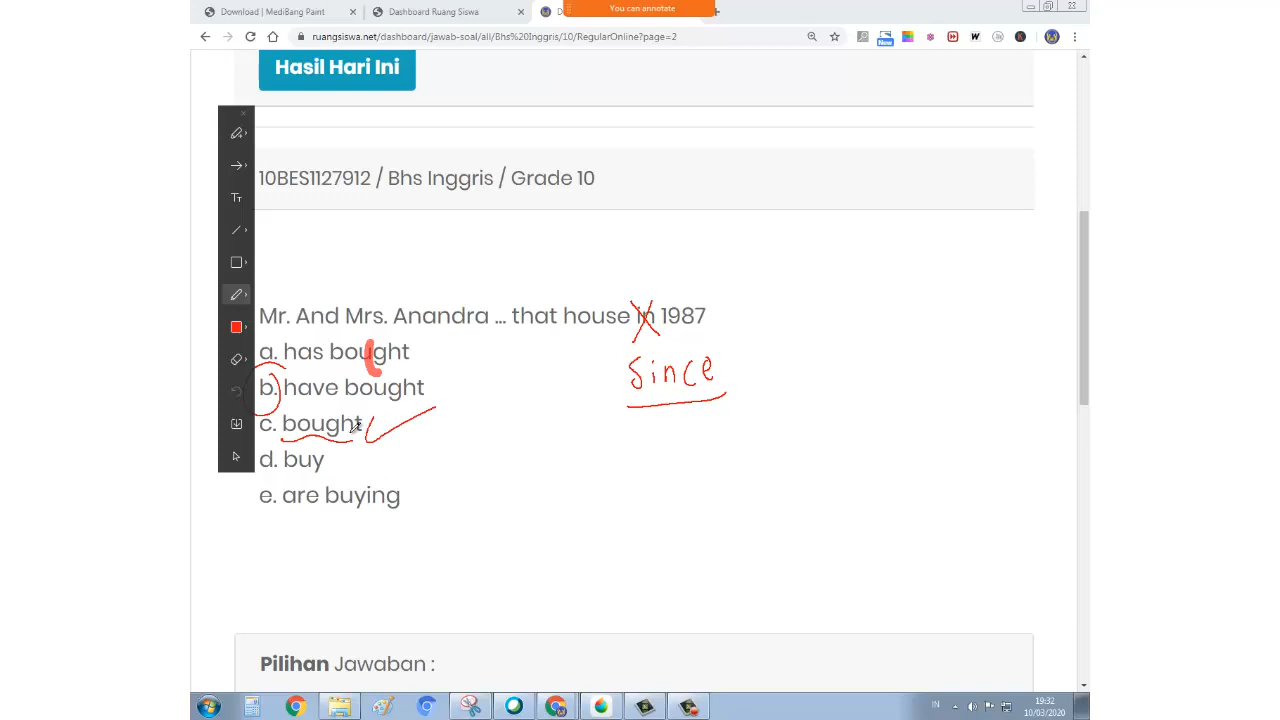 Download | MediBang Paint
Dashboard Ruang Siswa
You can annotate
ruangsiswa.net/dashboard/jawab-soal/all/Bhs%20Inggris/10/RegularOnline?page=2
New
Hasil Hari Ini
10BES1127912 / Bhs Inggris / Grade 10
Mr. And Mrs. Anandra ... that house in 1987
a. has bought
since
b. have bought
c. bought
d. buy
e. are buying
Pilihan Jawaban :
IN
19:32
10/03/2020